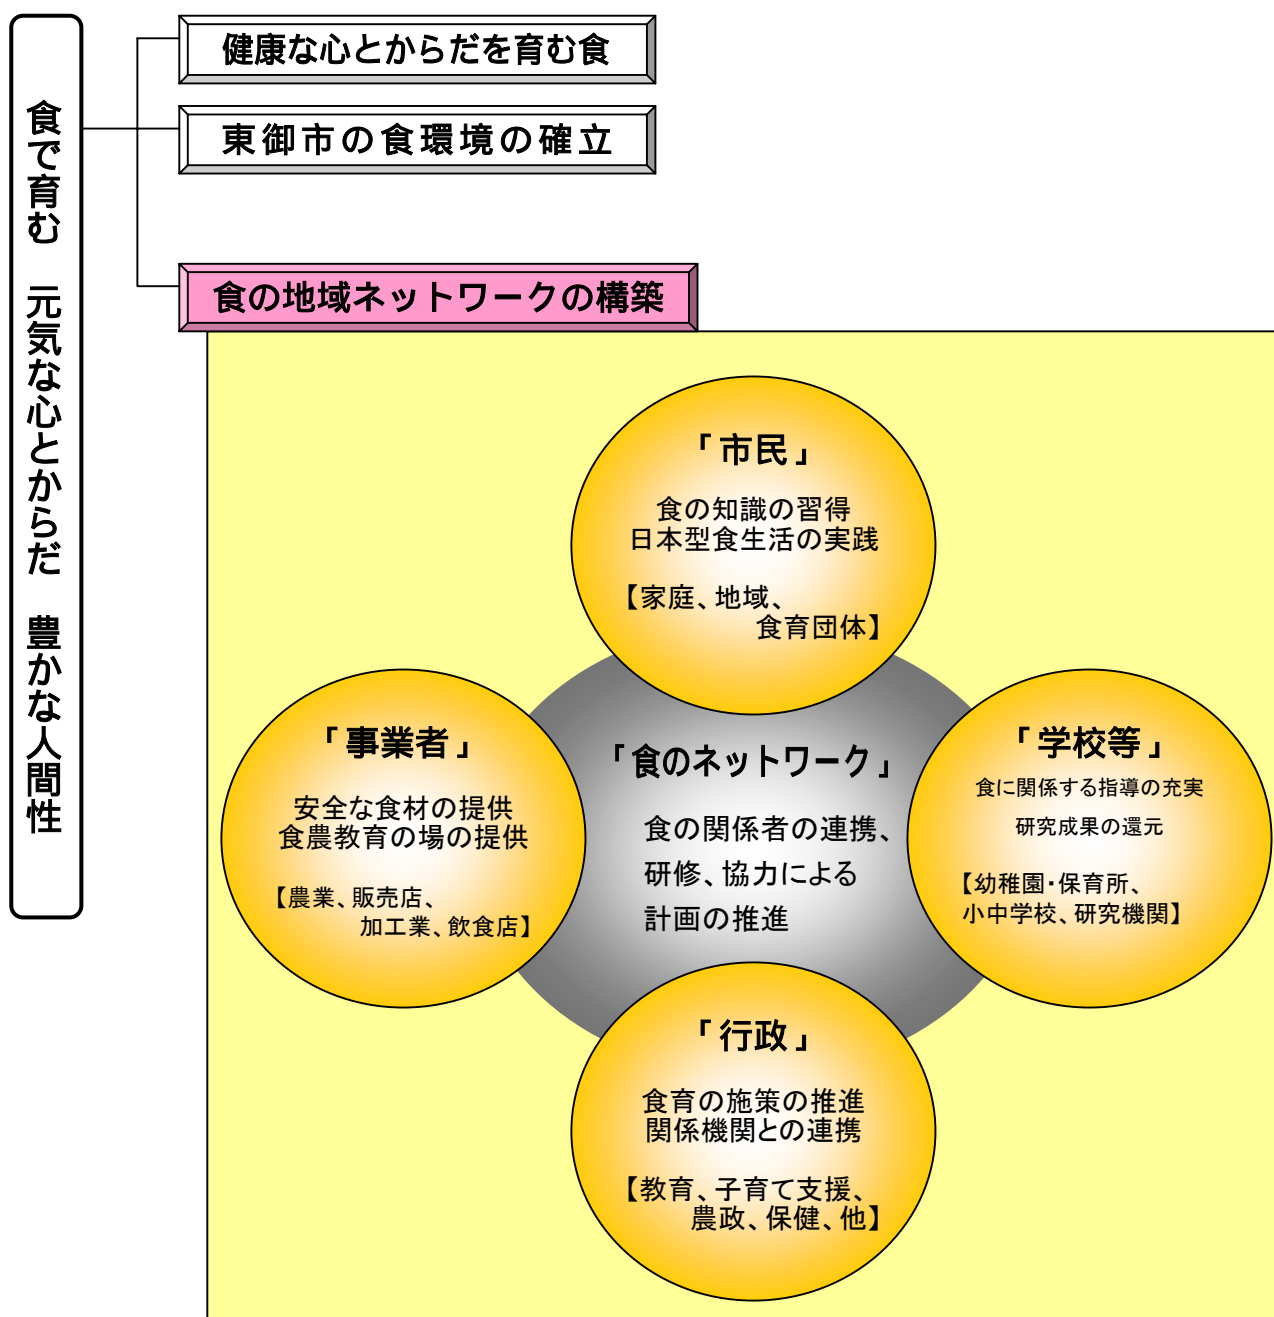 食で育む　元気な心とからだ　豊かな人間性
健康な心とからだを育む食
東御市の食環境の確立
食の地域ネットワークの構築
「市民」
食の知識の習得
日本型食生活の実践
【家庭、地域、
食育団体】
「事業者」
安全な食材の提供
食農教育の場の提供
【農業、販売店、
加工業、飲食店】
「食のネットワーク」
食の関係者の連携、
研修、協力による
計画の推進
「学校等」
食に関係する指導の充実
研究成果の還元
【幼稚園・保育所、
小中学校、研究機関】
「行政」
食育の施策の推進
関係機関との連携
【教育、子育て支援、
農政、保健、他】